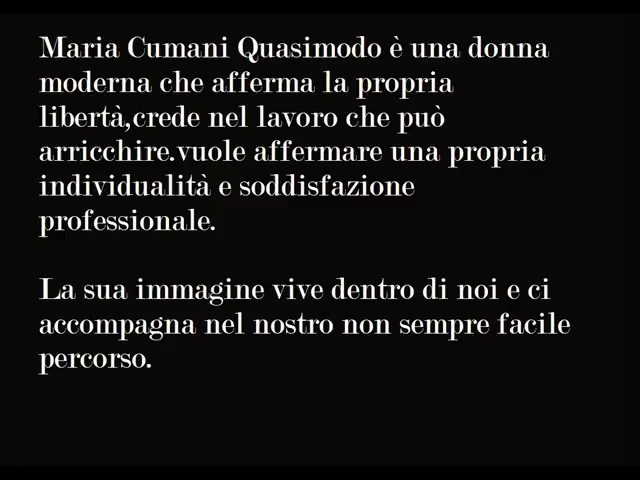 Maria Cumani Quasimodo è una donna
moderna che afferma la propria
libertà,crede nel lavoro che può
arricchire.vuole affermare una propria
individualità e soddisfazione
professionale.
La sua immagine vive dentro di noi e ci
accompagna nel nostro non sempre facile
percorso.